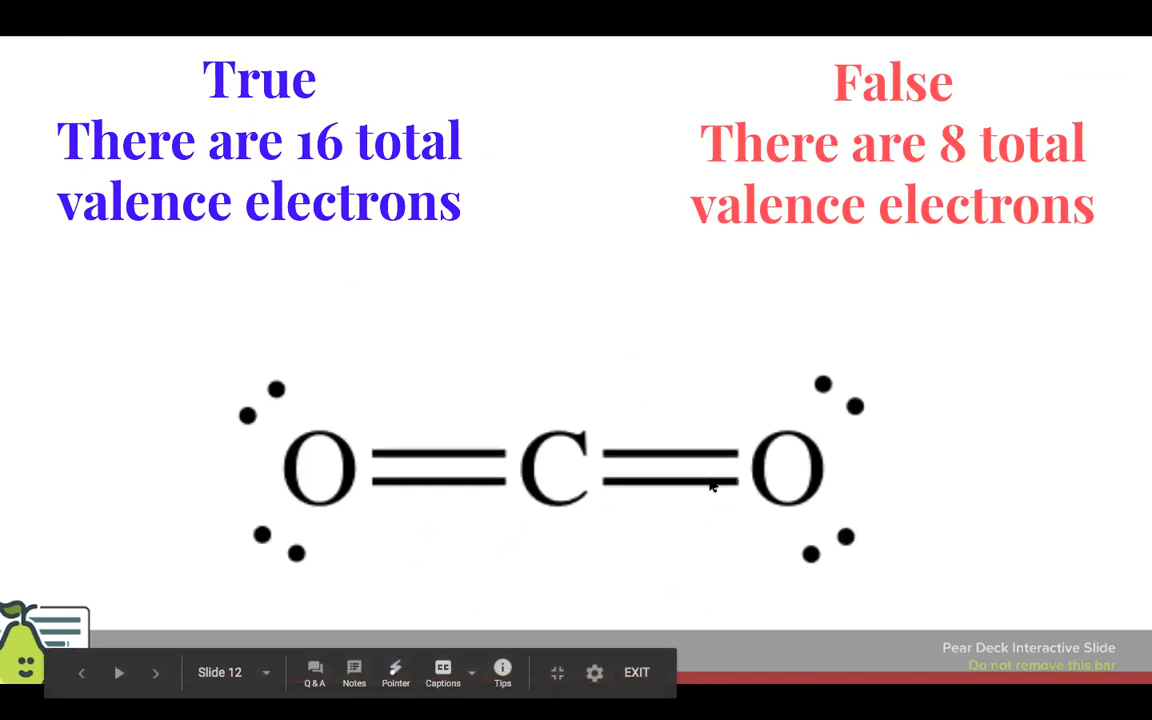 True
There are 16 total
valence electrons
False
There are 8 total
valence electrons
O C O
Pear Deck Interactive Slide
Do not remove this bar
Slide 12
Q & A
Notes
Pointer
CC
Captions
Tips
EXIT